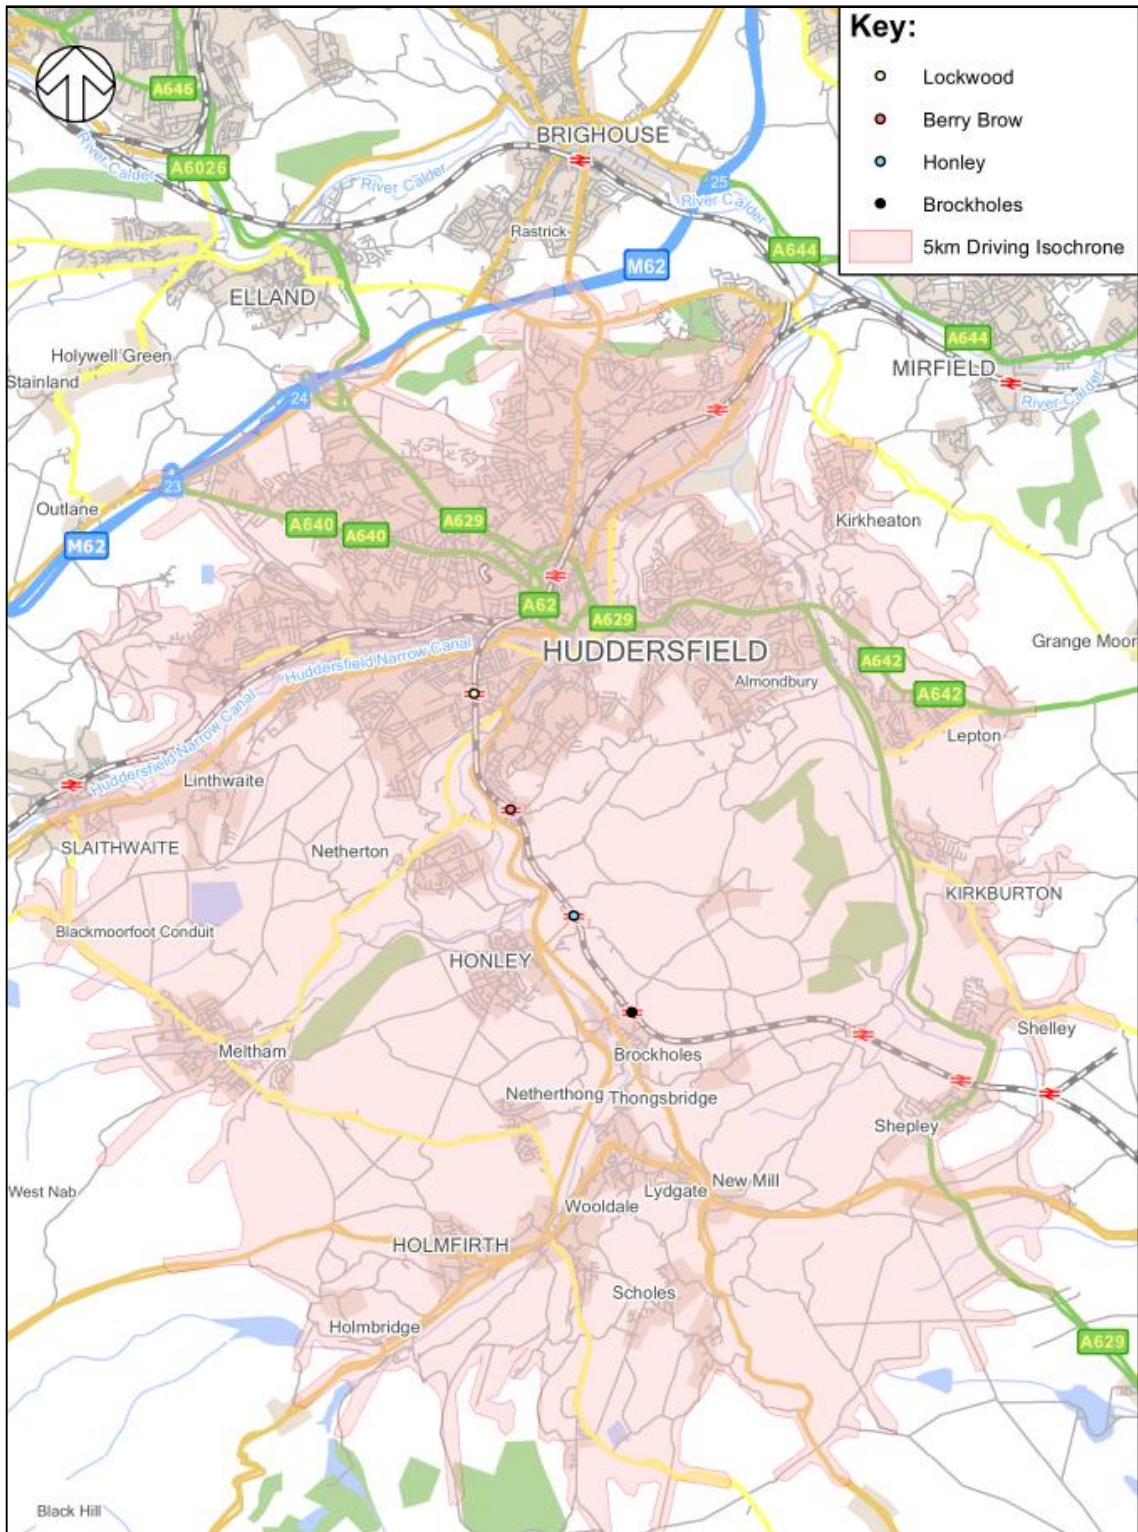 Key:
Lockwood
Berry Brow
Honley
Brockholes
5km Driving Isochrone
A646
BRIGHOUSE
River Calder
A6026
River Calder
25
River Calder
Rastrick
A644
M62
ELLAND
A644
Holywell Green
MIRFIELD
Stainland
River Calder
24
23
Outlane
A640
A640
A629
Kirkheaton
M62
A62
A629
Grange Moor
HUDDERSFIELD
Huddersfield Narrow Canal
A642
Almondbury
A642
Lepton
Huddersfield Narrow Canal
Linthwaite
SLAITHWAITE
Netherton
KIRKBURTON
Blackmoorfoot Conduit
HONLEY
Shelley
Meltham
Brockholes
Netherthong
Thongsbridge
Shepley
West Nab
New Mill
Lydgate
Wooldale
HOLMFIRTH
Scholes
Holmbridge
A629
Black Hill